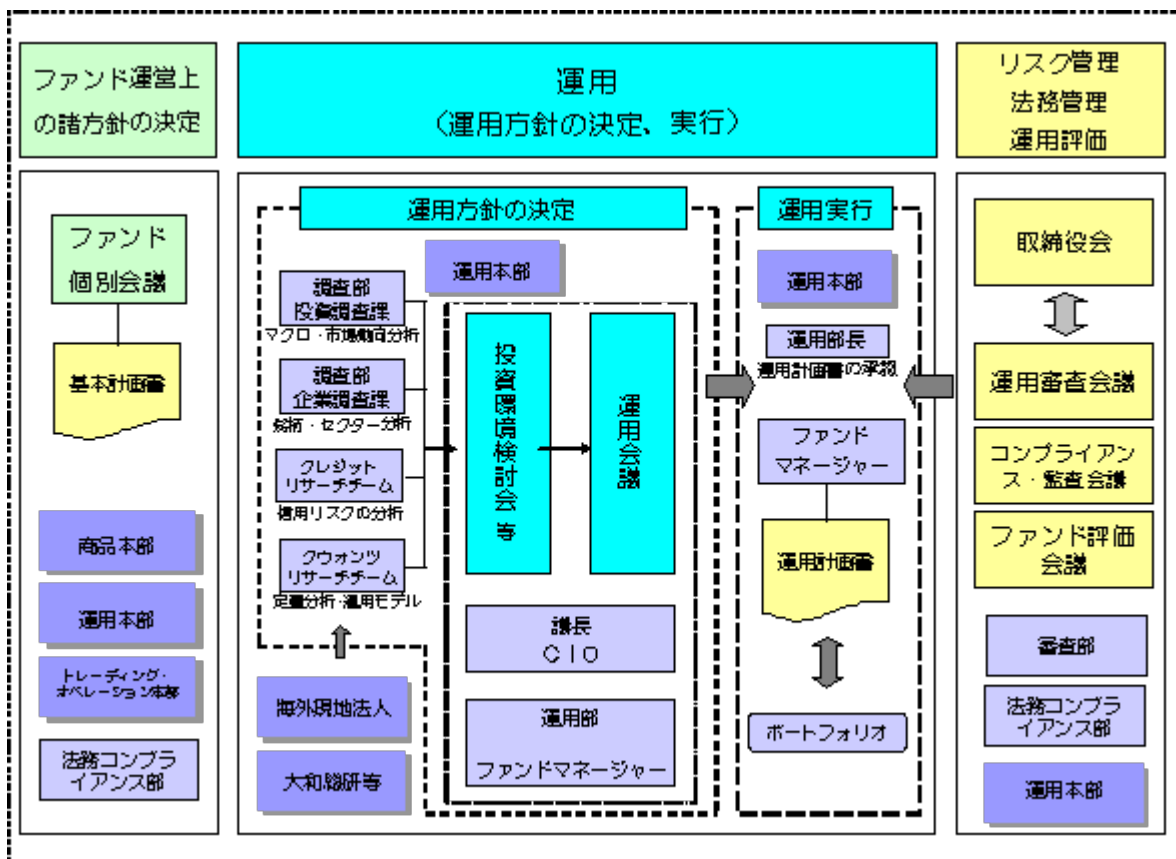 ファンド運営上
の諸方針の決定
ファンド
個別会議
基本計画書
商品本部
運用本部
トレーディング・
オペレーション本部
法務コンプラ
イアンス部
運用
（運用方針の決定、実行）
運用方針の決定
運用本部
調査部
投資調査課
マクロ・市場動向分析
調査部
企業調査課
銘柄・セクター分析
クレジット
リサーチチーム
信用リスクの分析
クウォンツ
リサーチチーム
定量分析・運用モデル
海外現地法人
大和総研等
投資環境検討会 等
運用会議
議長
ＣＩＯ
運用部
ファンドマネージャー
運用実行
運用本部
運用部長
運用計画書の承認
ファンド
マネージャー
運用計画書
ポートフォリオ
リスク管理
法務管理
運用評価
取締役会
運用審査会議
コンプライアン
ス・監査会議
ファンド評価
会議
審査部
法務コンプラ
イアンス部
運用本部